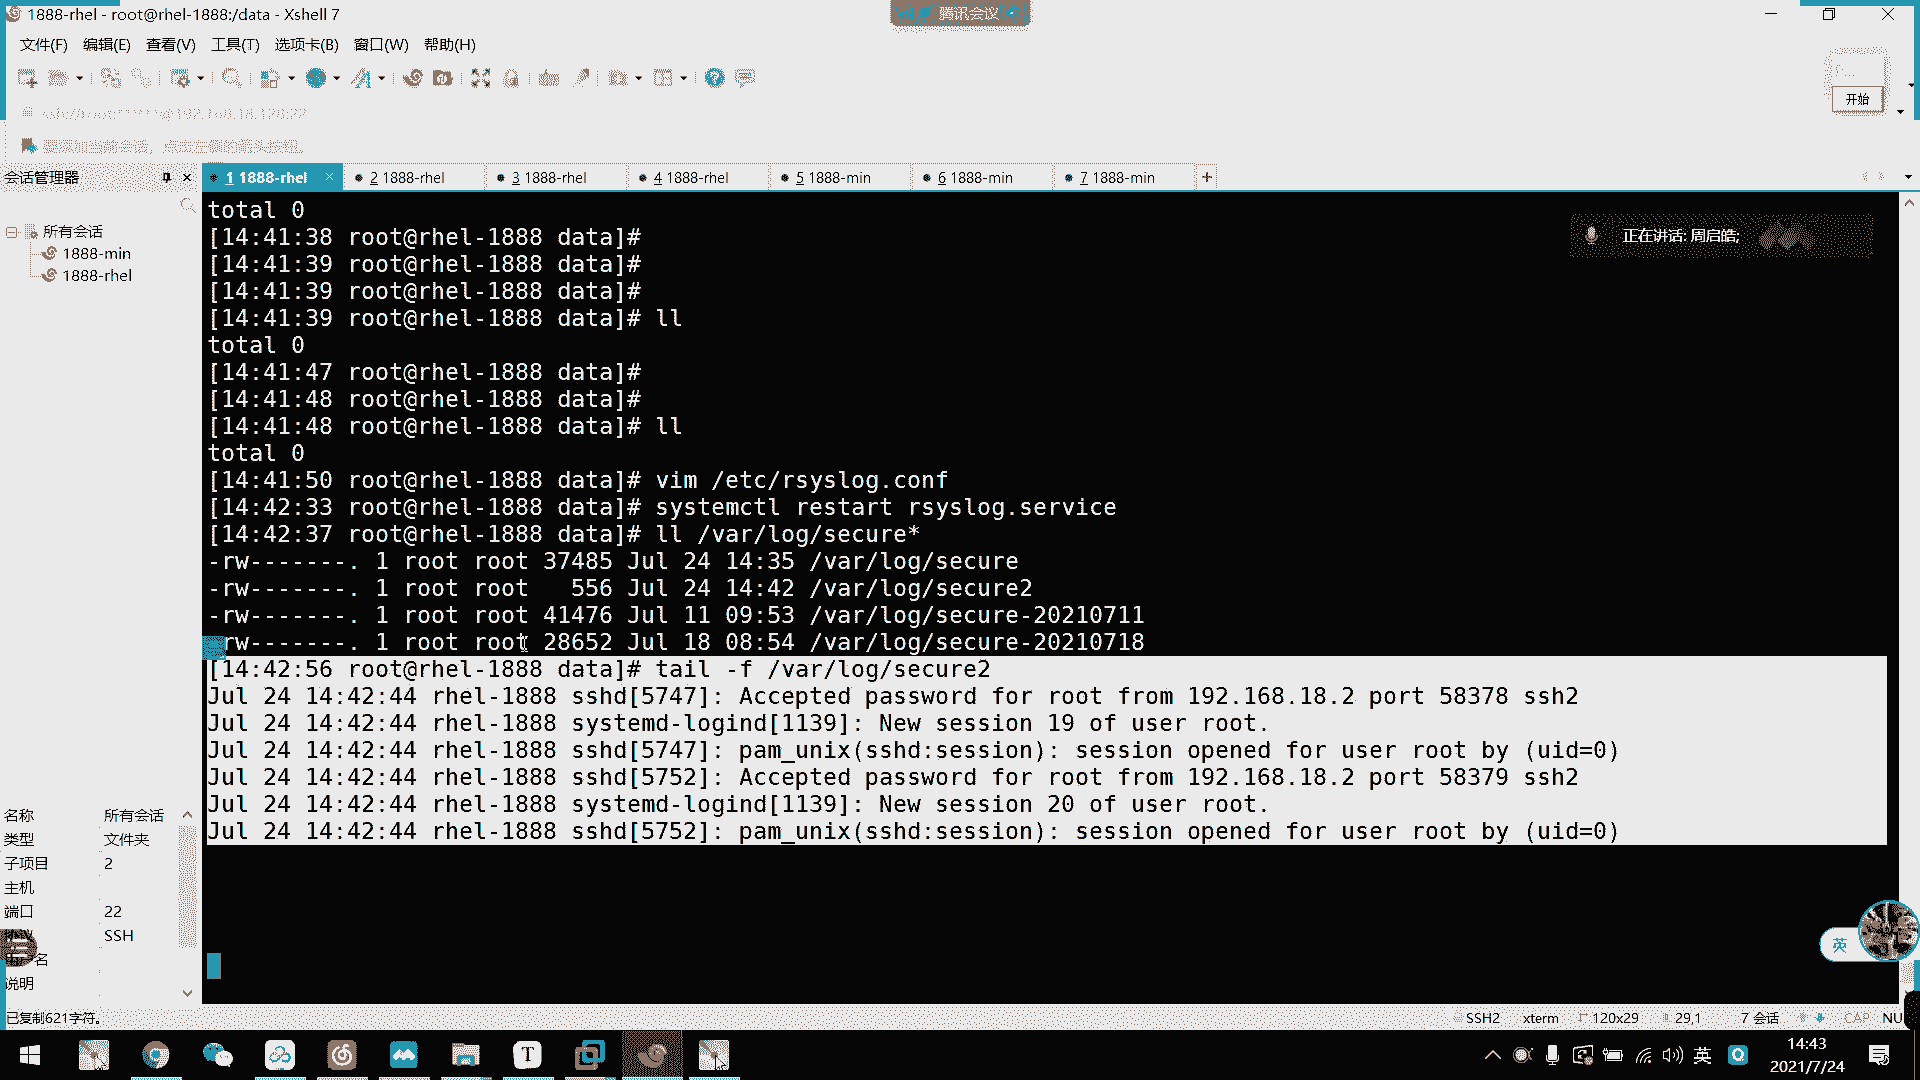 1888-rhel - root@rhel-1888:/data - Xshell 7
腾讯会议
文件(F) 编辑(E) 查看(V) 工具(T) 选项卡(B) 窗口(W) 帮助(H)
开始
会话管理器
1 1888-rhel 2 1888-rhel 3 1888-rhel 4 1888-rhel 5 1888-min 6 1888-min 7 1888-min
所有会话
1888-min
1888-rhel
正在讲话: 周启皓;
total 0
[14:41:38 root@rhel-1888 data]#
[14:41:39 root@rhel-1888 data]#
[14:41:39 root@rhel-1888 data]#
[14:41:39 root@rhel-1888 data]# ll
total 0
[14:41:47 root@rhel-1888 data]#
[14:41:48 root@rhel-1888 data]#
[14:41:48 root@rhel-1888 data]# ll
total 0
[14:41:50 root@rhel-1888 data]# vim /etc/rsyslog.conf
[14:42:33 root@rhel-1888 data]# systemctl restart rsyslog.service
[14:42:37 root@rhel-1888 data]# ll /var/log/secure*
-rw-------. 1 root root 37485 Jul 24 14:35 /var/log/secure
-rw-------. 1 root root   556 Jul 24 14:42 /var/log/secure2
-rw-------. 1 root root 41476 Jul 11 09:53 /var/log/secure-20210711
rw-------. 1 root root 28652 Jul 18 08:54 /var/log/secure-20210718
[14:42:56 root@rhel-1888 data]# tail -f /var/log/secure2
Jul 24 14:42:44 rhel-1888 sshd[5747]: Accepted password for root from 192.168.18.2 port 58378 ssh2
Jul 24 14:42:44 rhel-1888 systemd-logind[1139]: New session 19 of user root.
Jul 24 14:42:44 rhel-1888 sshd[5747]: pam_unix(sshd:session): session opened for user root by (uid=0)
Jul 24 14:42:44 rhel-1888 sshd[5752]: Accepted password for root from 192.168.18.2 port 58379 ssh2
Jul 24 14:42:44 rhel-1888 systemd-logind[1139]: New session 20 of user root.
Jul 24 14:42:44 rhel-1888 sshd[5752]: pam_unix(sshd:session): session opened for user root by (uid=0)
名称 所有会话
类型 文件夹
子项目 2
主机
端口 22
协议 SSH
名
说明
英
已复制621字符。
SSH2 xterm 120x29 29,1 7 会话 CAP NU
英
14:43
2021/7/24